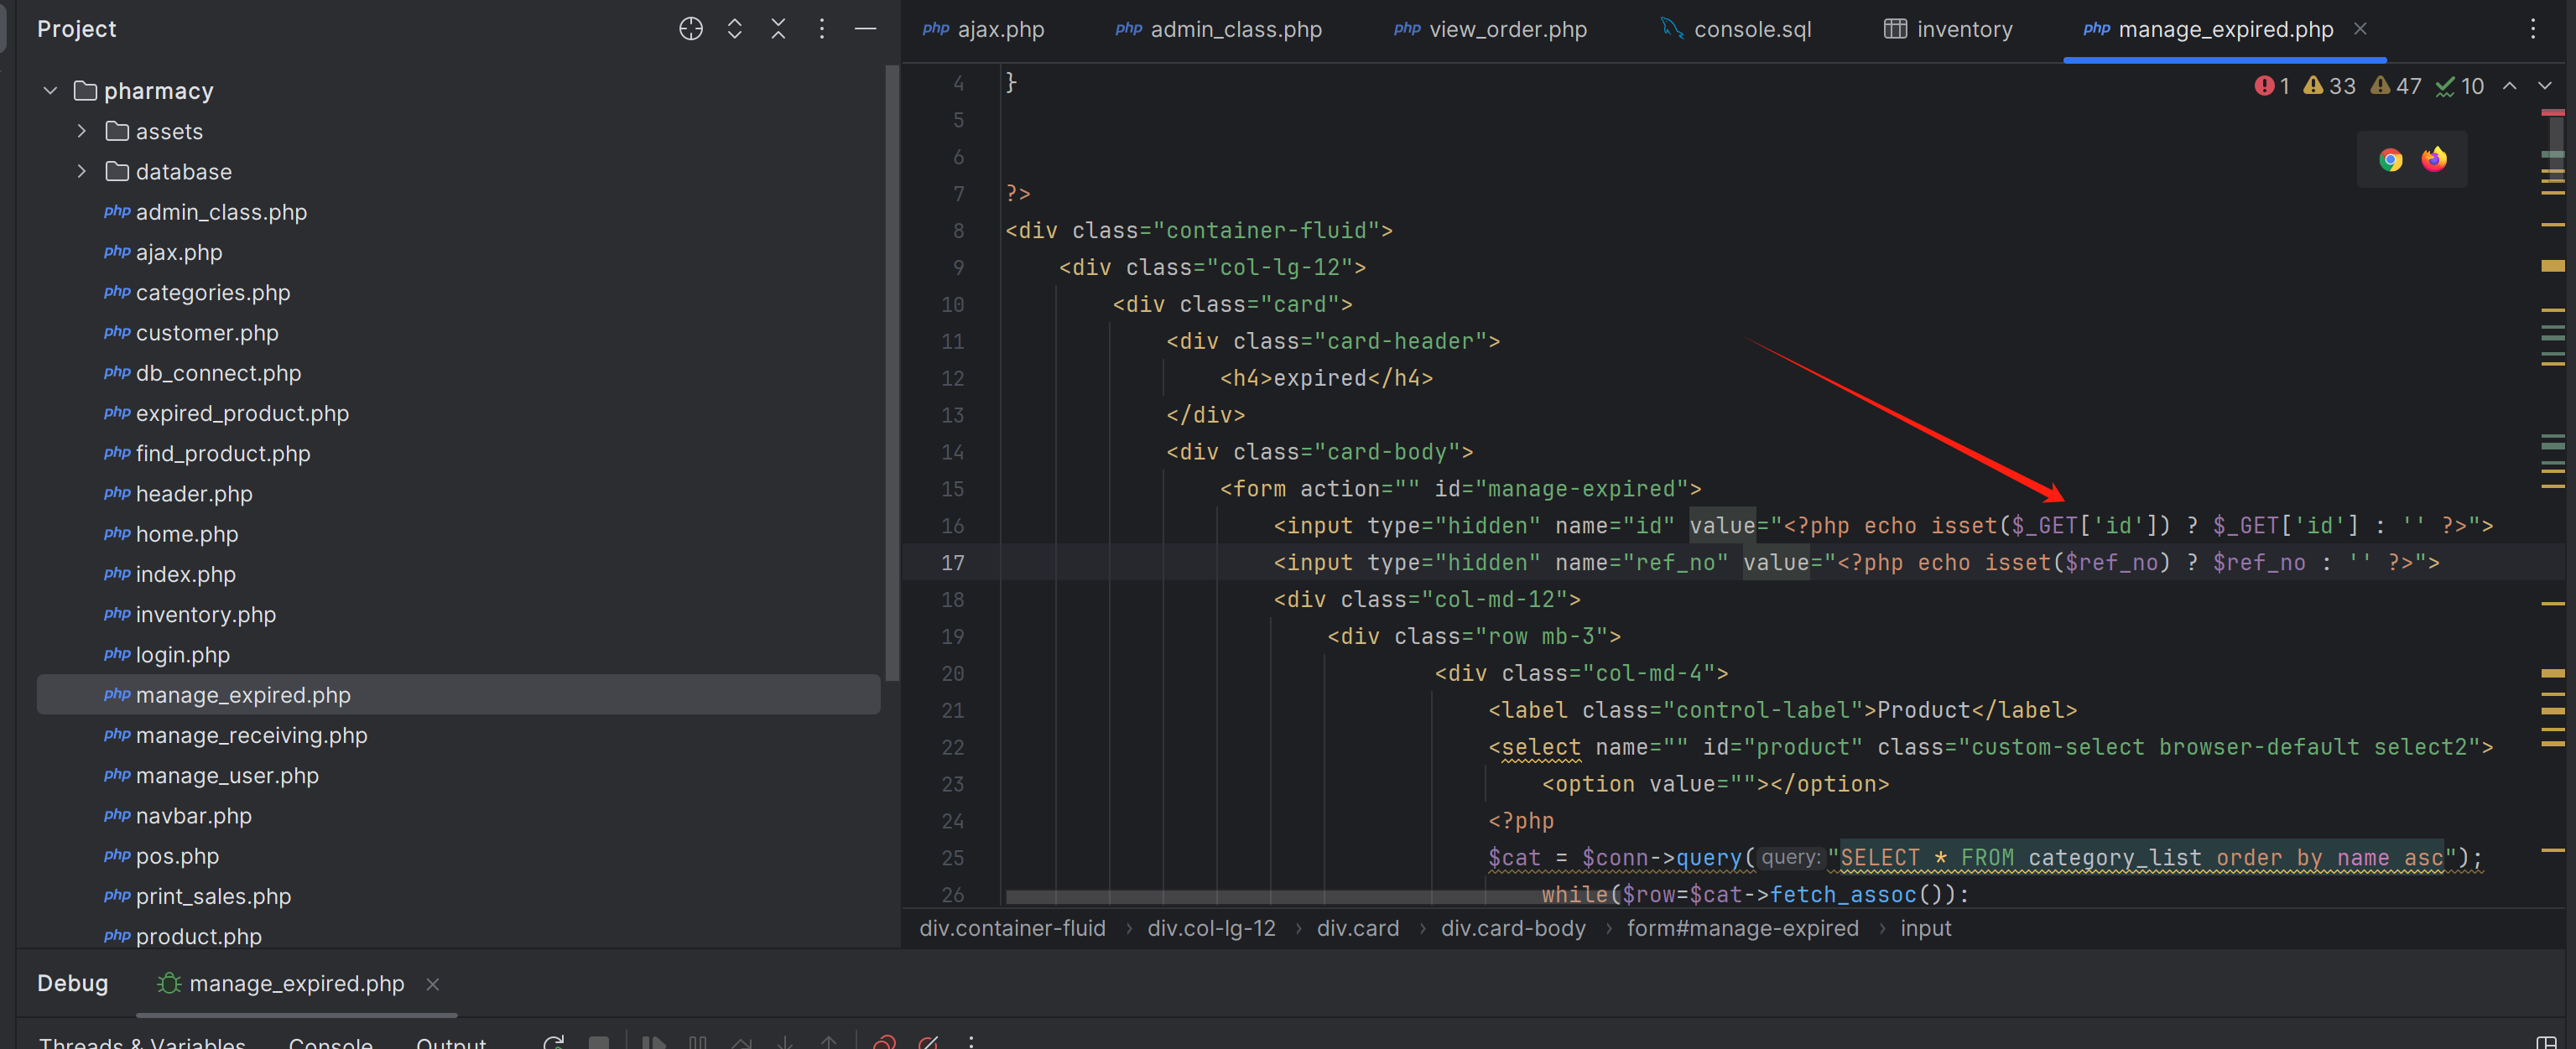 Project
pharmacy
assets
database
php admin_class.php
php ajax.php
php categories.php
php customer.php
php db_connect.php
php expired_product.php
php find_product.php
php header.php
php home.php
php index.php
php inventory.php
php login.php
php manage_expired.php
php manage_receiving.php
php manage_user.php
php navbar.php
php pos.php
php print_sales.php
php product.php
php ajax.php php admin_class.php php view_order.php console.sql inventory php manage_expired.php
1 33 47 10
4 }
5
6
7 ?>
8 <div class="container-fluid">
9 <div class="col-lg-12">
10 <div class="card">
11 <div class="card-header">
12 <h4>expired</h4>
13 </div>
14 <div class="card-body">
15 <form action="" id="manage-expired">
16 <input type="hidden" name="id" value="<?php echo isset($_GET['id']) ? $_GET['id'] : '' ?>">
17 <input type="hidden" name="ref_no" value="<?php echo isset($ref_no) ? $ref_no : '' ?>">
18 <div class="col-md-12">
19 <div class="row mb-3">
20 <div class="col-md-4">
21 <label class="control-label">Product</label>
22 <select name="" id="product" class="custom-select browser-default select2">
23 <option value=""></option>
24 <?php
25 $cat = $conn->query( query: "SELECT * FROM category_list order by name asc");
26 while($row=$cat->fetch_assoc()):
div.container-fluid › div.col-lg-12 › div.card › div.card-body › form#manage-expired › input
Debug manage_expired.php
Threads & Variables Console Output